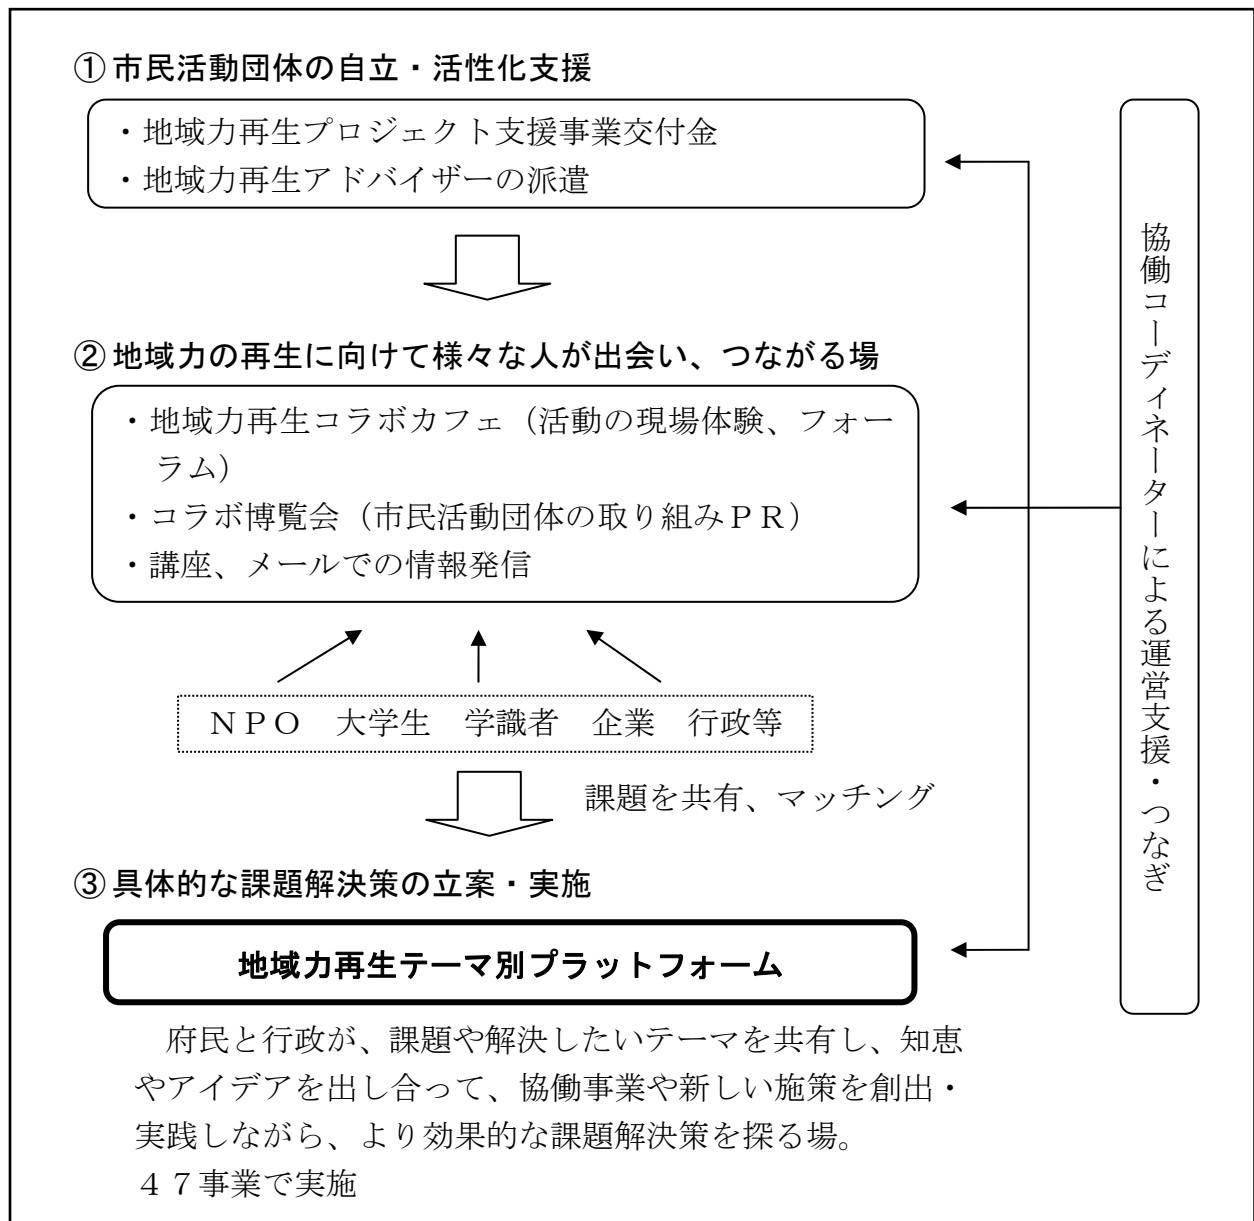 ① 市民活動団体の自立・活性化支援
・地域力再生プロジェクト支援事業交付金
・地域力再生アドバイザーの派遣
② 地域力の再生に向けて様々な人が出会い、つながる場
・地域力再生コラボカフェ（活動の現場体験、フォー
ラム）
・コラボ博覧会（市民活動団体の取り組みＰＲ）
・講座、メールでの情報発信
ＮＰＯ　大学生　学識者　企業　行政等
課題を共有、マッチング
③ 具体的な課題解決策の立案・実施
地域力再生テーマ別プラットフォーム
府民と行政が、課題や解決したいテーマを共有し、知恵
やアイデアを出し合って、協働事業や新しい施策を創出・
実践しながら、より効果的な課題解決策を探る場。
４７事業で実施
協働コーディネーターによる運営支援・つなぎ